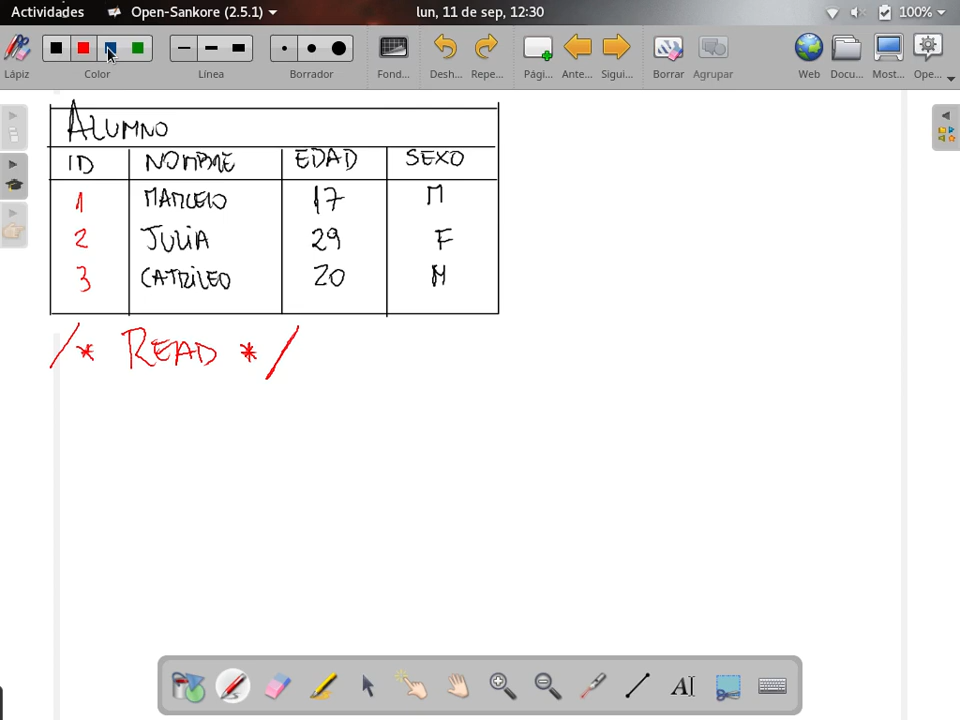 Actividades Open-Sankore (2.5.1) lun, 11 de sep, 12:30 100%
Lápiz Color Línea Borrador Fond... Desh... Repe... Pági... Ante... Sigui... Borrar Agrupar Web Docu... Most... Ope...
ALUMNO
ID NOMBRE EDAD SEXO
1 MARCELO 17 M
2 JULIA 29 F
3 CATRILEO 20 M
/* READ */
AI